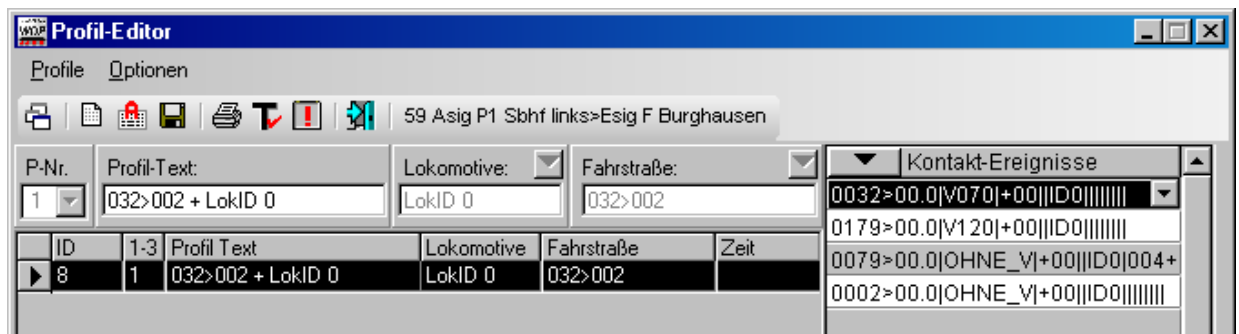 Profil-Editor
Profile Optionen
59 Asig P1 Sbhf links>Esig F Burghausen
P-Nr. Profil-Text: Lokomotive: Fahrstraße: Kontakt-Ereignisse
1 032>002 + LokID 0 LokID 0 032>002
0032>00.0|V070|+00|||ID0||||||||
0179>00.0|V120|+00|||ID0||||||||
ID 1-3 Profil Text Lokomotive Fahrstraße Zeit
8 1 032>002 + LokID 0 LokID 0 032>002
0079>00.0|OHNE_V|+00|||ID0|004+
0002>00.0|OHNE_V|+00|||ID0||||||||